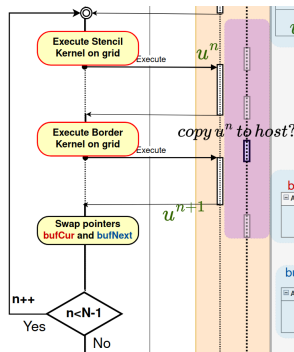 Execute Stencil
Kernel on grid
Execute
u^n
Execute Border
Kernel on grid
copy u^n to host?
Execute
u^{n+1}
Swap pointers
bufCur and bufNext
n++
n<N-1
Yes
No
b
bu